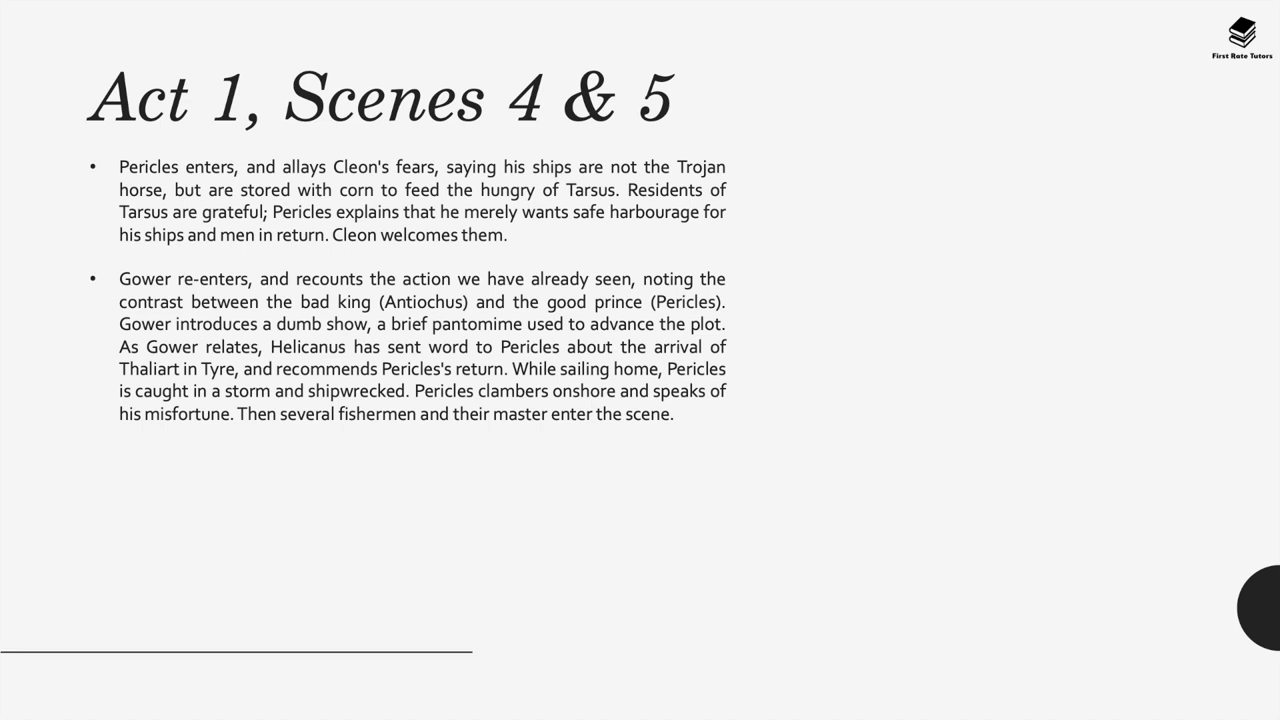 First Rate Tutors
Act 1, Scenes 4 & 5
• Pericles enters, and allays Cleon's fears, saying his ships are not the Trojan
horse, but are stored with corn to feed the hungry of Tarsus. Residents of
Tarsus are grateful; Pericles explains that he merely wants safe harbourage for
his ships and men in return. Cleon welcomes them.
• Gower re-enters, and recounts the action we have already seen, noting the
contrast between the bad king (Antiochus) and the good prince (Pericles).
Gower introduces a dumb show, a brief pantomime used to advance the plot.
As Gower relates, Helicanus has sent word to Pericles about the arrival of
Thaliart in Tyre, and recommends Pericles's return. While sailing home, Pericles
is caught in a storm and shipwrecked. Pericles clambers onshore and speaks of
his misfortune. Then several fishermen and their master enter the scene.